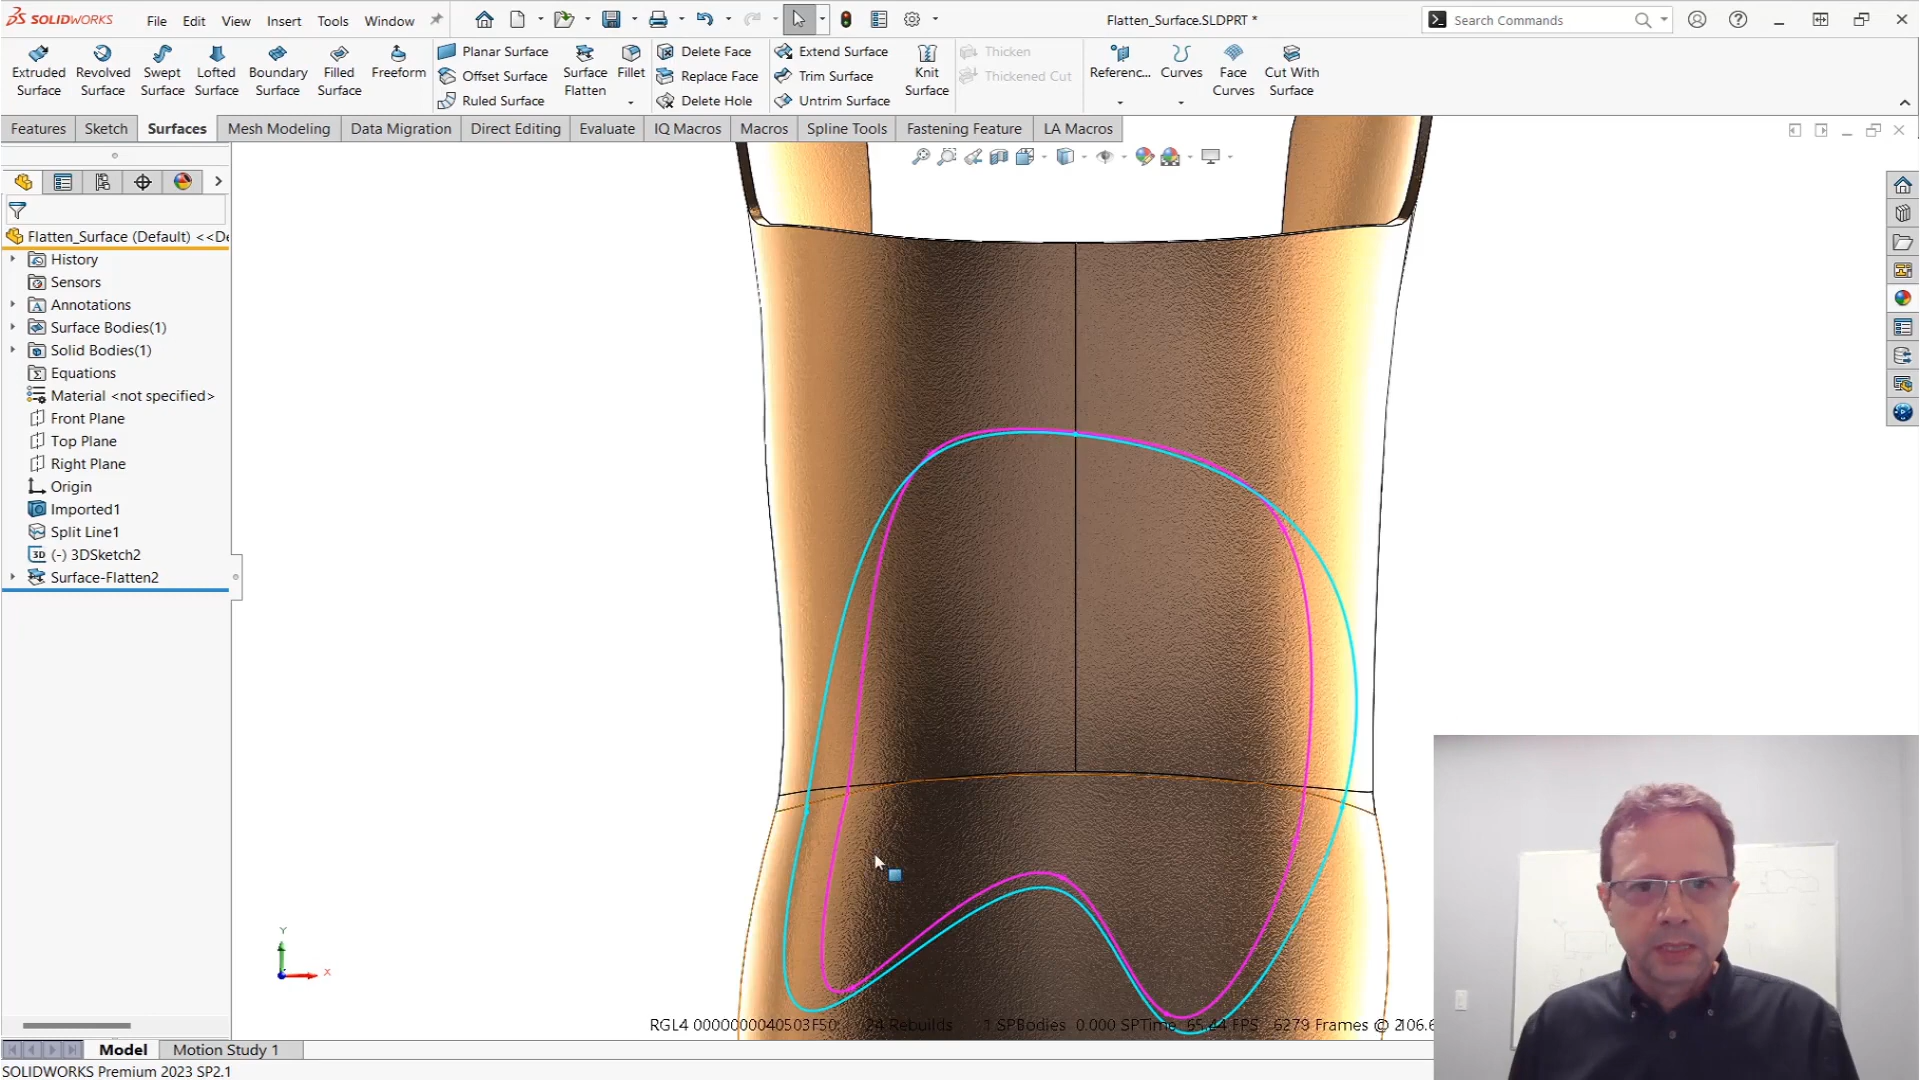 SOLIDWORKS File Edit View Insert Tools Window Flatten_Surface.SLDPRT * Search Commands
Extruded Surface
Revolved Surface
Swept Surface
Lofted Surface
Boundary Surface
Filled Surface
Freeform
Planar Surface
Offset Surface
Ruled Surface
Surface Flatten
Fillet
Delete Face
Replace Face
Delete Hole
Extend Surface
Trim Surface
Untrim Surface
Knit Surface
Thicken
Thickened Cut
Referenc...
Curves
Face Curves
Cut With Surface
Features Sketch Surfaces Mesh Modeling Data Migration Direct Editing Evaluate IQ Macros Macros Spline Tools Fastening Feature LA Macros
Flatten_Surface (Default) <<De
History
Sensors
Annotations
Surface Bodies(1)
Solid Bodies(1)
Equations
Material <not specified>
Front Plane
Top Plane
Right Plane
Origin
Imported1
Split Line1
3D (-) 3DSketch2
Surface-Flatten2
Y
X
RGL4 0000000040503F50: 24 Rebuilds 1 SPBodies 0.000 SPTime 65.44 FPS 6279 Frames @
Model Motion Study 1
SOLIDWORKS Premium 2023 SP2.1